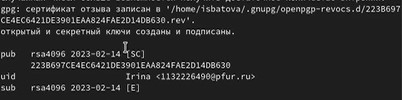 gpg: сертификат отзыва записан в '/home/isbatova/.gnupg/openpgp-revocs.d/223B697
CE4EC6421DE3901EAA824FAE2D14DB630.rev'.
открытый и секретный ключи созданы и подписаны.
pub   rsa4096 2023-02-14 [SC]
      223B697CE4EC6421DE3901EAA824FAE2D14DB630
uid                      Irina <1132226490@pfur.ru>
sub   rsa4096 2023-02-14 [E]